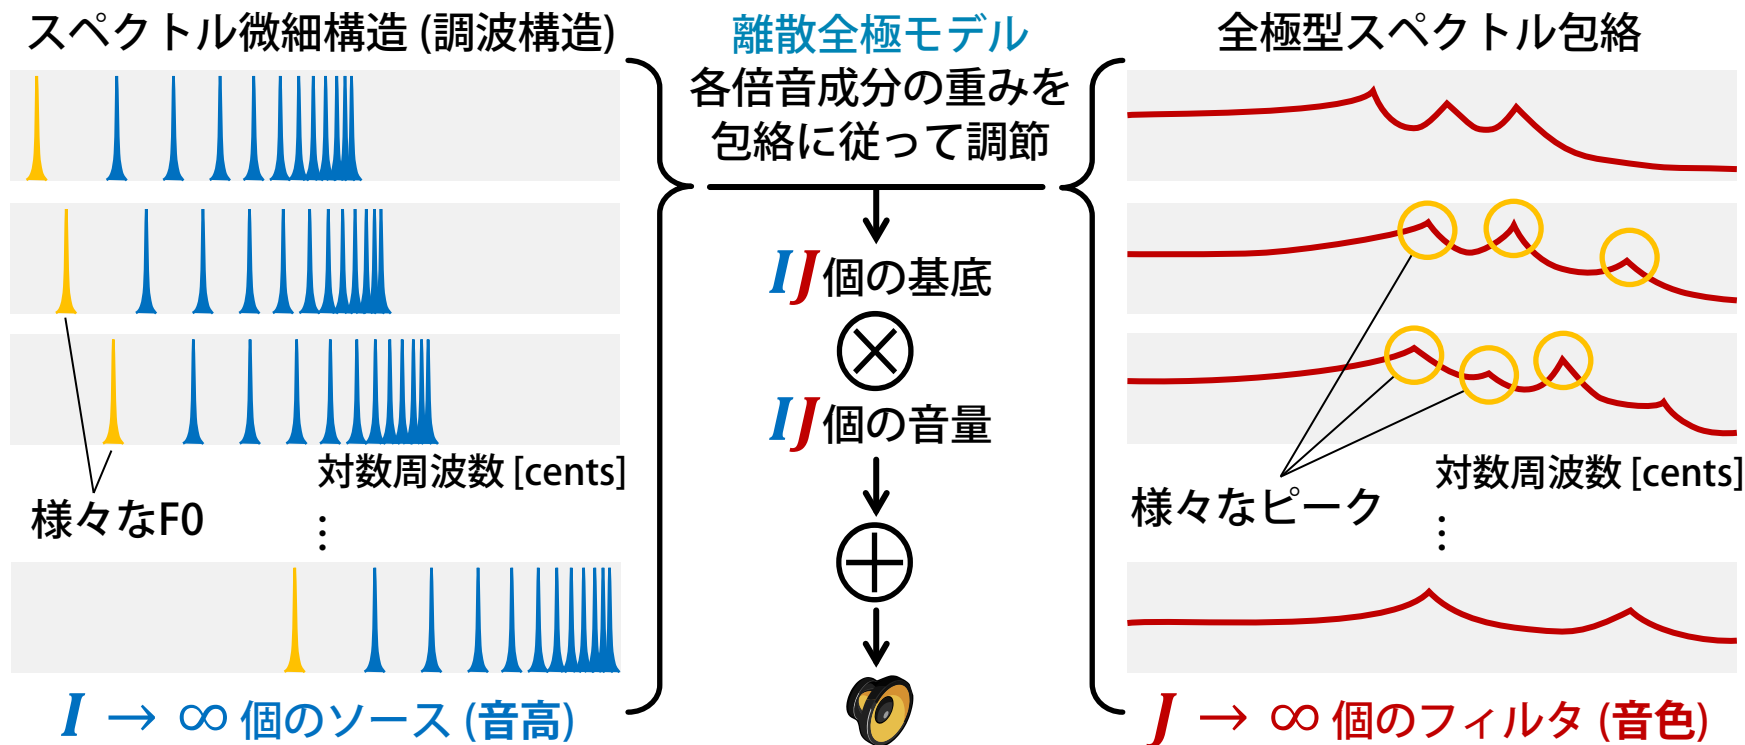 スペクトル微細構造 (調波構造)
対数周波数 [cents]
様々なF0
⋮
I → ∞ 個のソース (音高)
離散全極モデル
各倍音成分の重みを
包絡に従って調節
IJ個の基底
IJ個の音量
全極型スペクトル包絡
対数周波数 [cents]
様々なピーク
⋮
J → ∞ 個のフィルタ (音色)